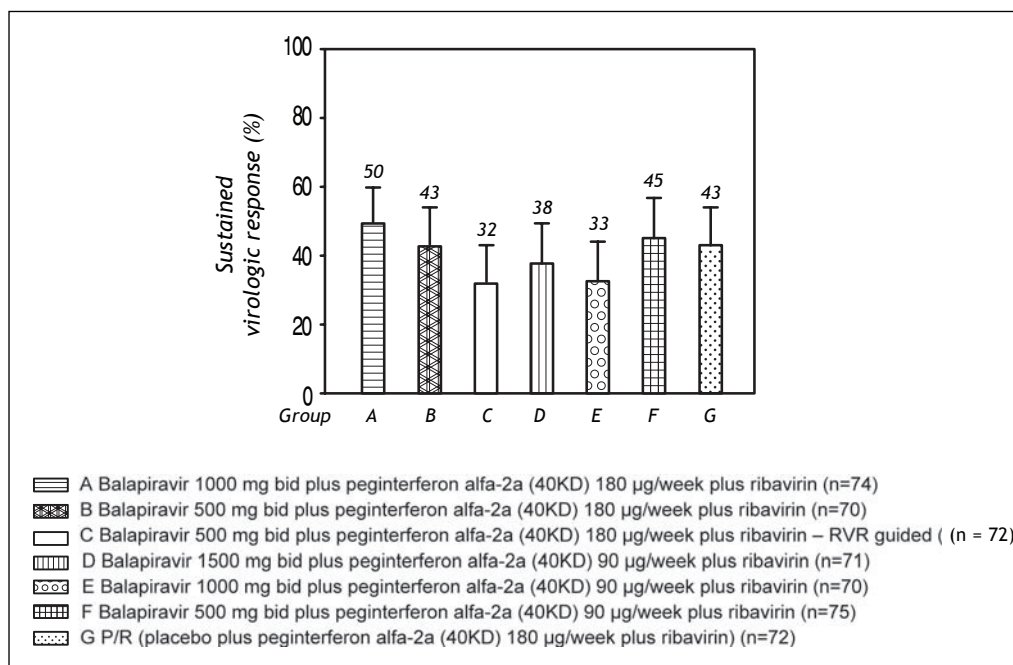 100
80
60
40
20
0
Sustained
virologic response (%)
50
43
32
38
33
45
43
Group A B C D E F G
A Balapiravir 1000 mg bid plus peginterferon alfa-2a (40KD) 180 µg/week plus ribavirin (n=74)
B Balapiravir 500 mg bid plus peginterferon alfa-2a (40KD) 180 µg/week plus ribavirin (n=70)
C Balapiravir 500 mg bid plus peginterferon alfa-2a (40KD) 180 µg/week plus ribavirin – RVR guided ( (n = 72)
D Balapiravir 1500 mg bid plus peginterferon alfa-2a (40KD) 90 µg/week plus ribavirin (n=71)
E Balapiravir 1000 mg bid plus peginterferon alfa-2a (40KD) 90 µg/week plus ribavirin (n=70)
F Balapiravir 500 mg bid plus peginterferon alfa-2a (40KD) 90 µg/week plus ribavirin (n=75)
G P/R (placebo plus peginterferon alfa-2a (40KD) 180 µg/week plus ribavirin) (n=72)